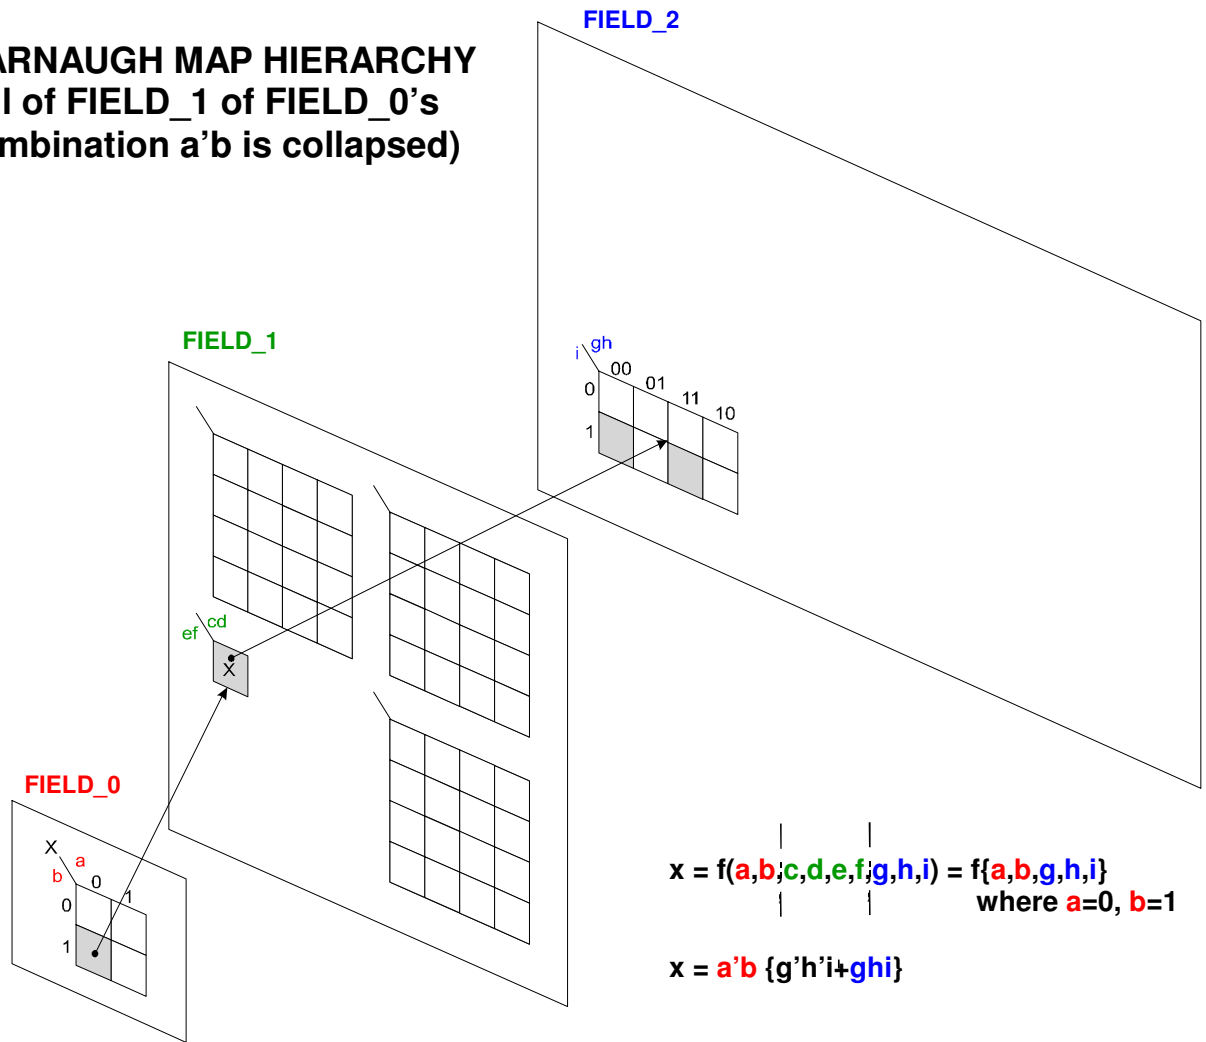 FIELD_2
ARNAUGH MAP HIERARCHY
l of FIELD_1 of FIELD_0's
mbination a'b is collapsed)
FIELD_1
i gh
00 01 11 10
0
1
cd
ef
X
FIELD_0
X a
b 0 1
0
1
x = f(a,b,c,d,e,f,g,h,i) = f{a,b,g,h,i}
where a=0, b=1
x = a'b {g'h'i+ghi}